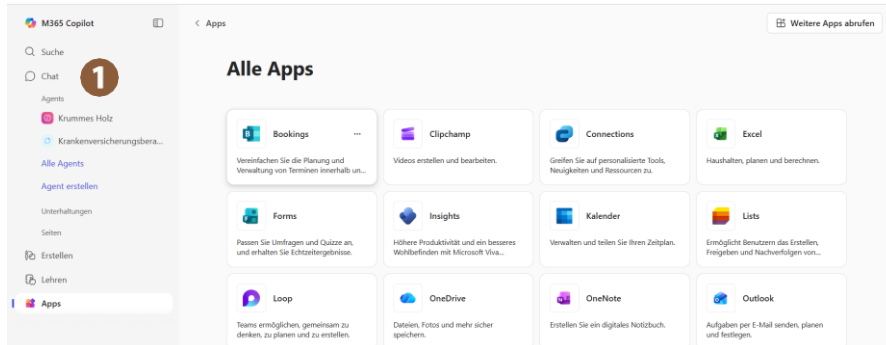 M365 Copilot
Suche
Chat
1
Agents
Krummes Holz
Krankenversicherungsbera...
Alle Agents
Agent erstellen
Unterhaltungen
Seiten
Erstellen
Lehren
Apps
Apps
Weitere Apps abrufen
Alle Apps
Bookings
Vereinfachen Sie die Planung und
Verwaltung von Terminen innerhalb un...
Clipchamp
Videos erstellen und bearbeiten.
Connections
Greifen Sie auf personalisierte Tools,
Neuigkeiten und Ressourcen zu.
Excel
Haushalten, planen und berechnen.
Forms
Passen Sie Umfragen und Quizze an,
und erhalten Sie Echtzeitergebnisse.
Insights
Höhere Produktivität und ein besseres
Wohlbefinden mit Microsoft Viva...
Kalender
Verwalten und teilen Sie Ihren Zeitplan.
Lists
Ermöglicht Benutzern das Erstellen,
Freigeben und Nachverfolgen von...
Loop
Teams ermöglichen, gemeinsam zu
denken, zu planen und zu erstellen.
OneDrive
Dateien, Fotos und mehr sicher
speichern.
OneNote
Erstellen Sie ein digitales Notizbuch.
Outlook
Aufgaben per E-Mail senden, planen
und festlegen.